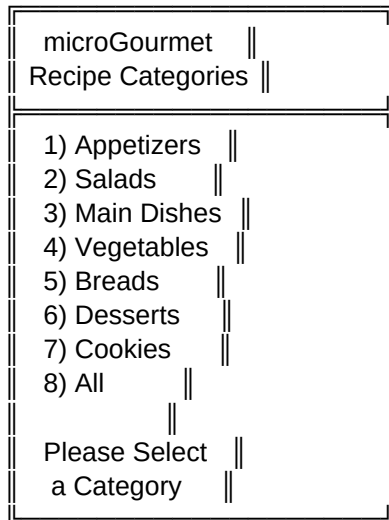 microGourmet
Recipe Categories
1) Appetizers
2) Salads
3) Main Dishes
4) Vegetables
5) Breads
6) Desserts
7) Cookies
8) All
Please Select
a Category